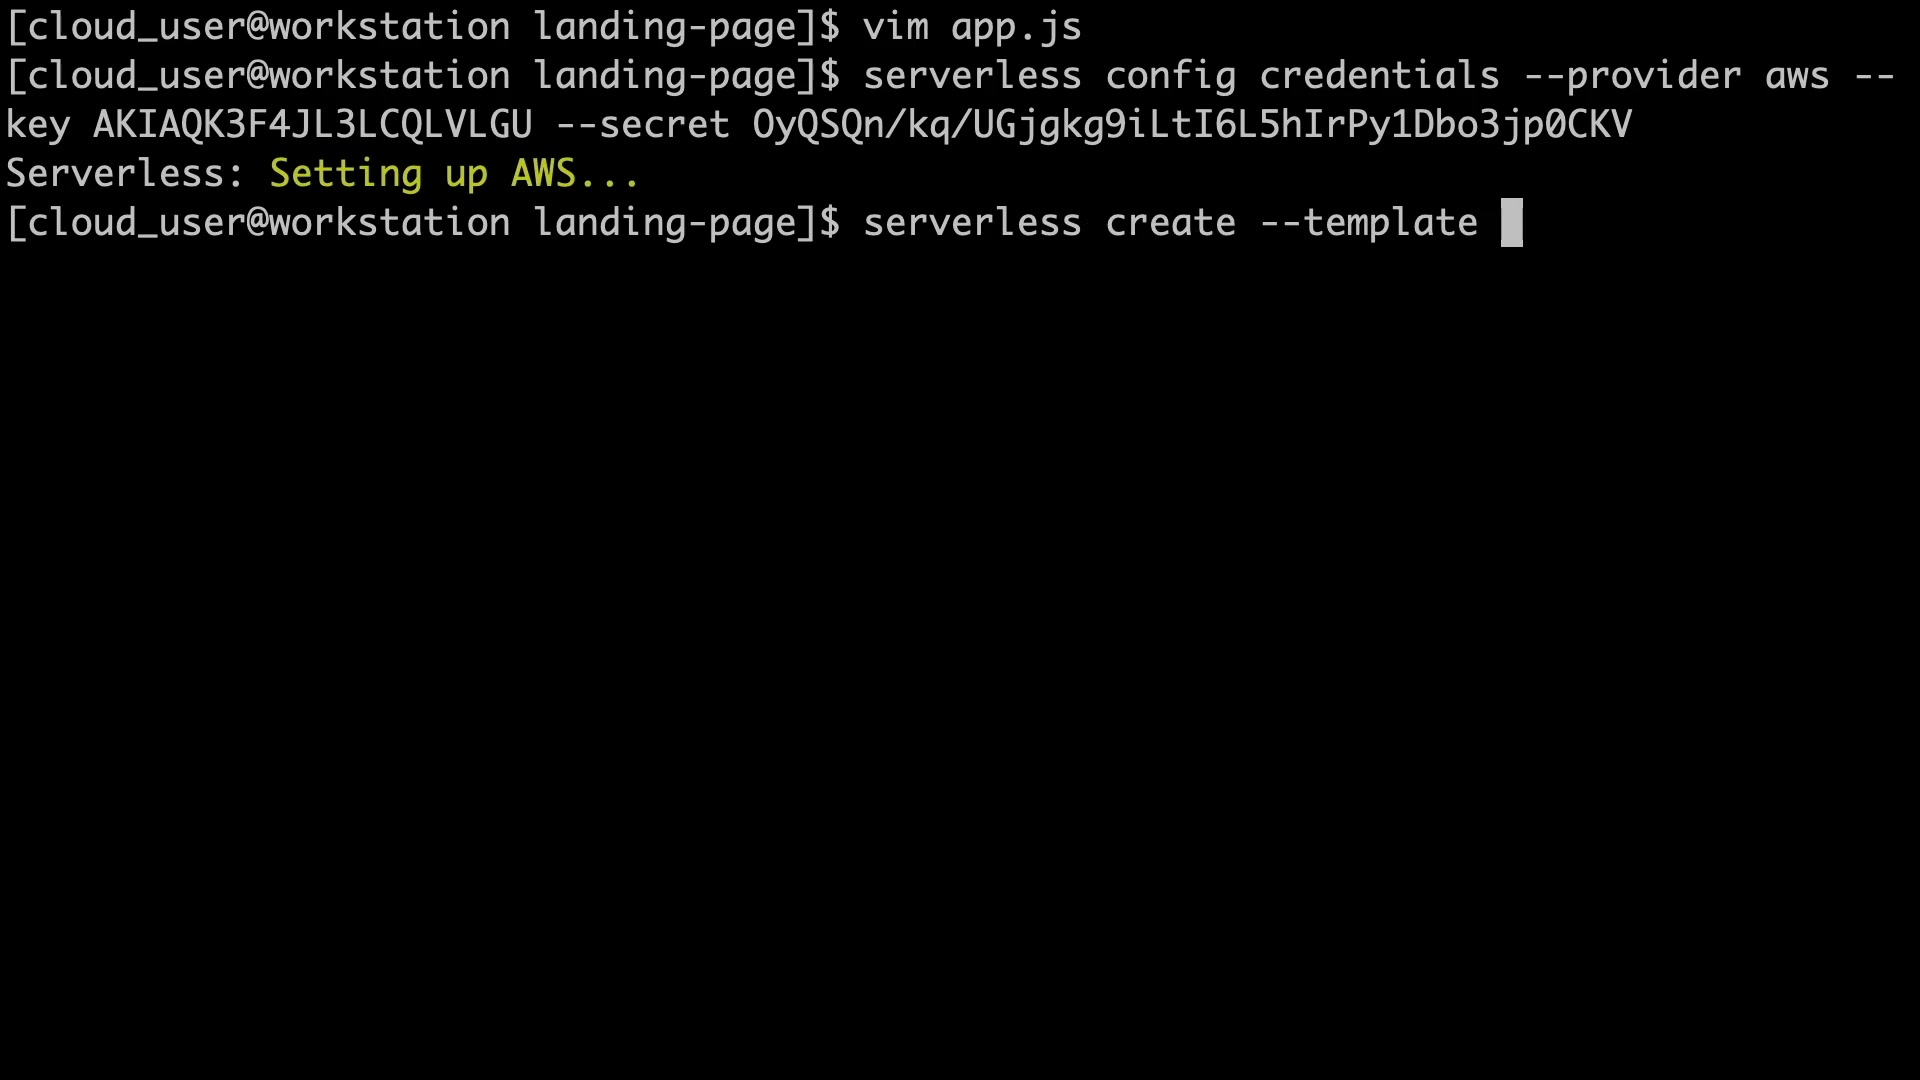 [cloud_user@workstation landing-page]$ vim app.js
[cloud_user@workstation landing-page]$ serverless config credentials --provider aws --
key AKIAQK3F4JL3LCQLVLGU --secret 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
Serverless: Setting up AWS...
[cloud_user@workstation landing-page]$ serverless create --template